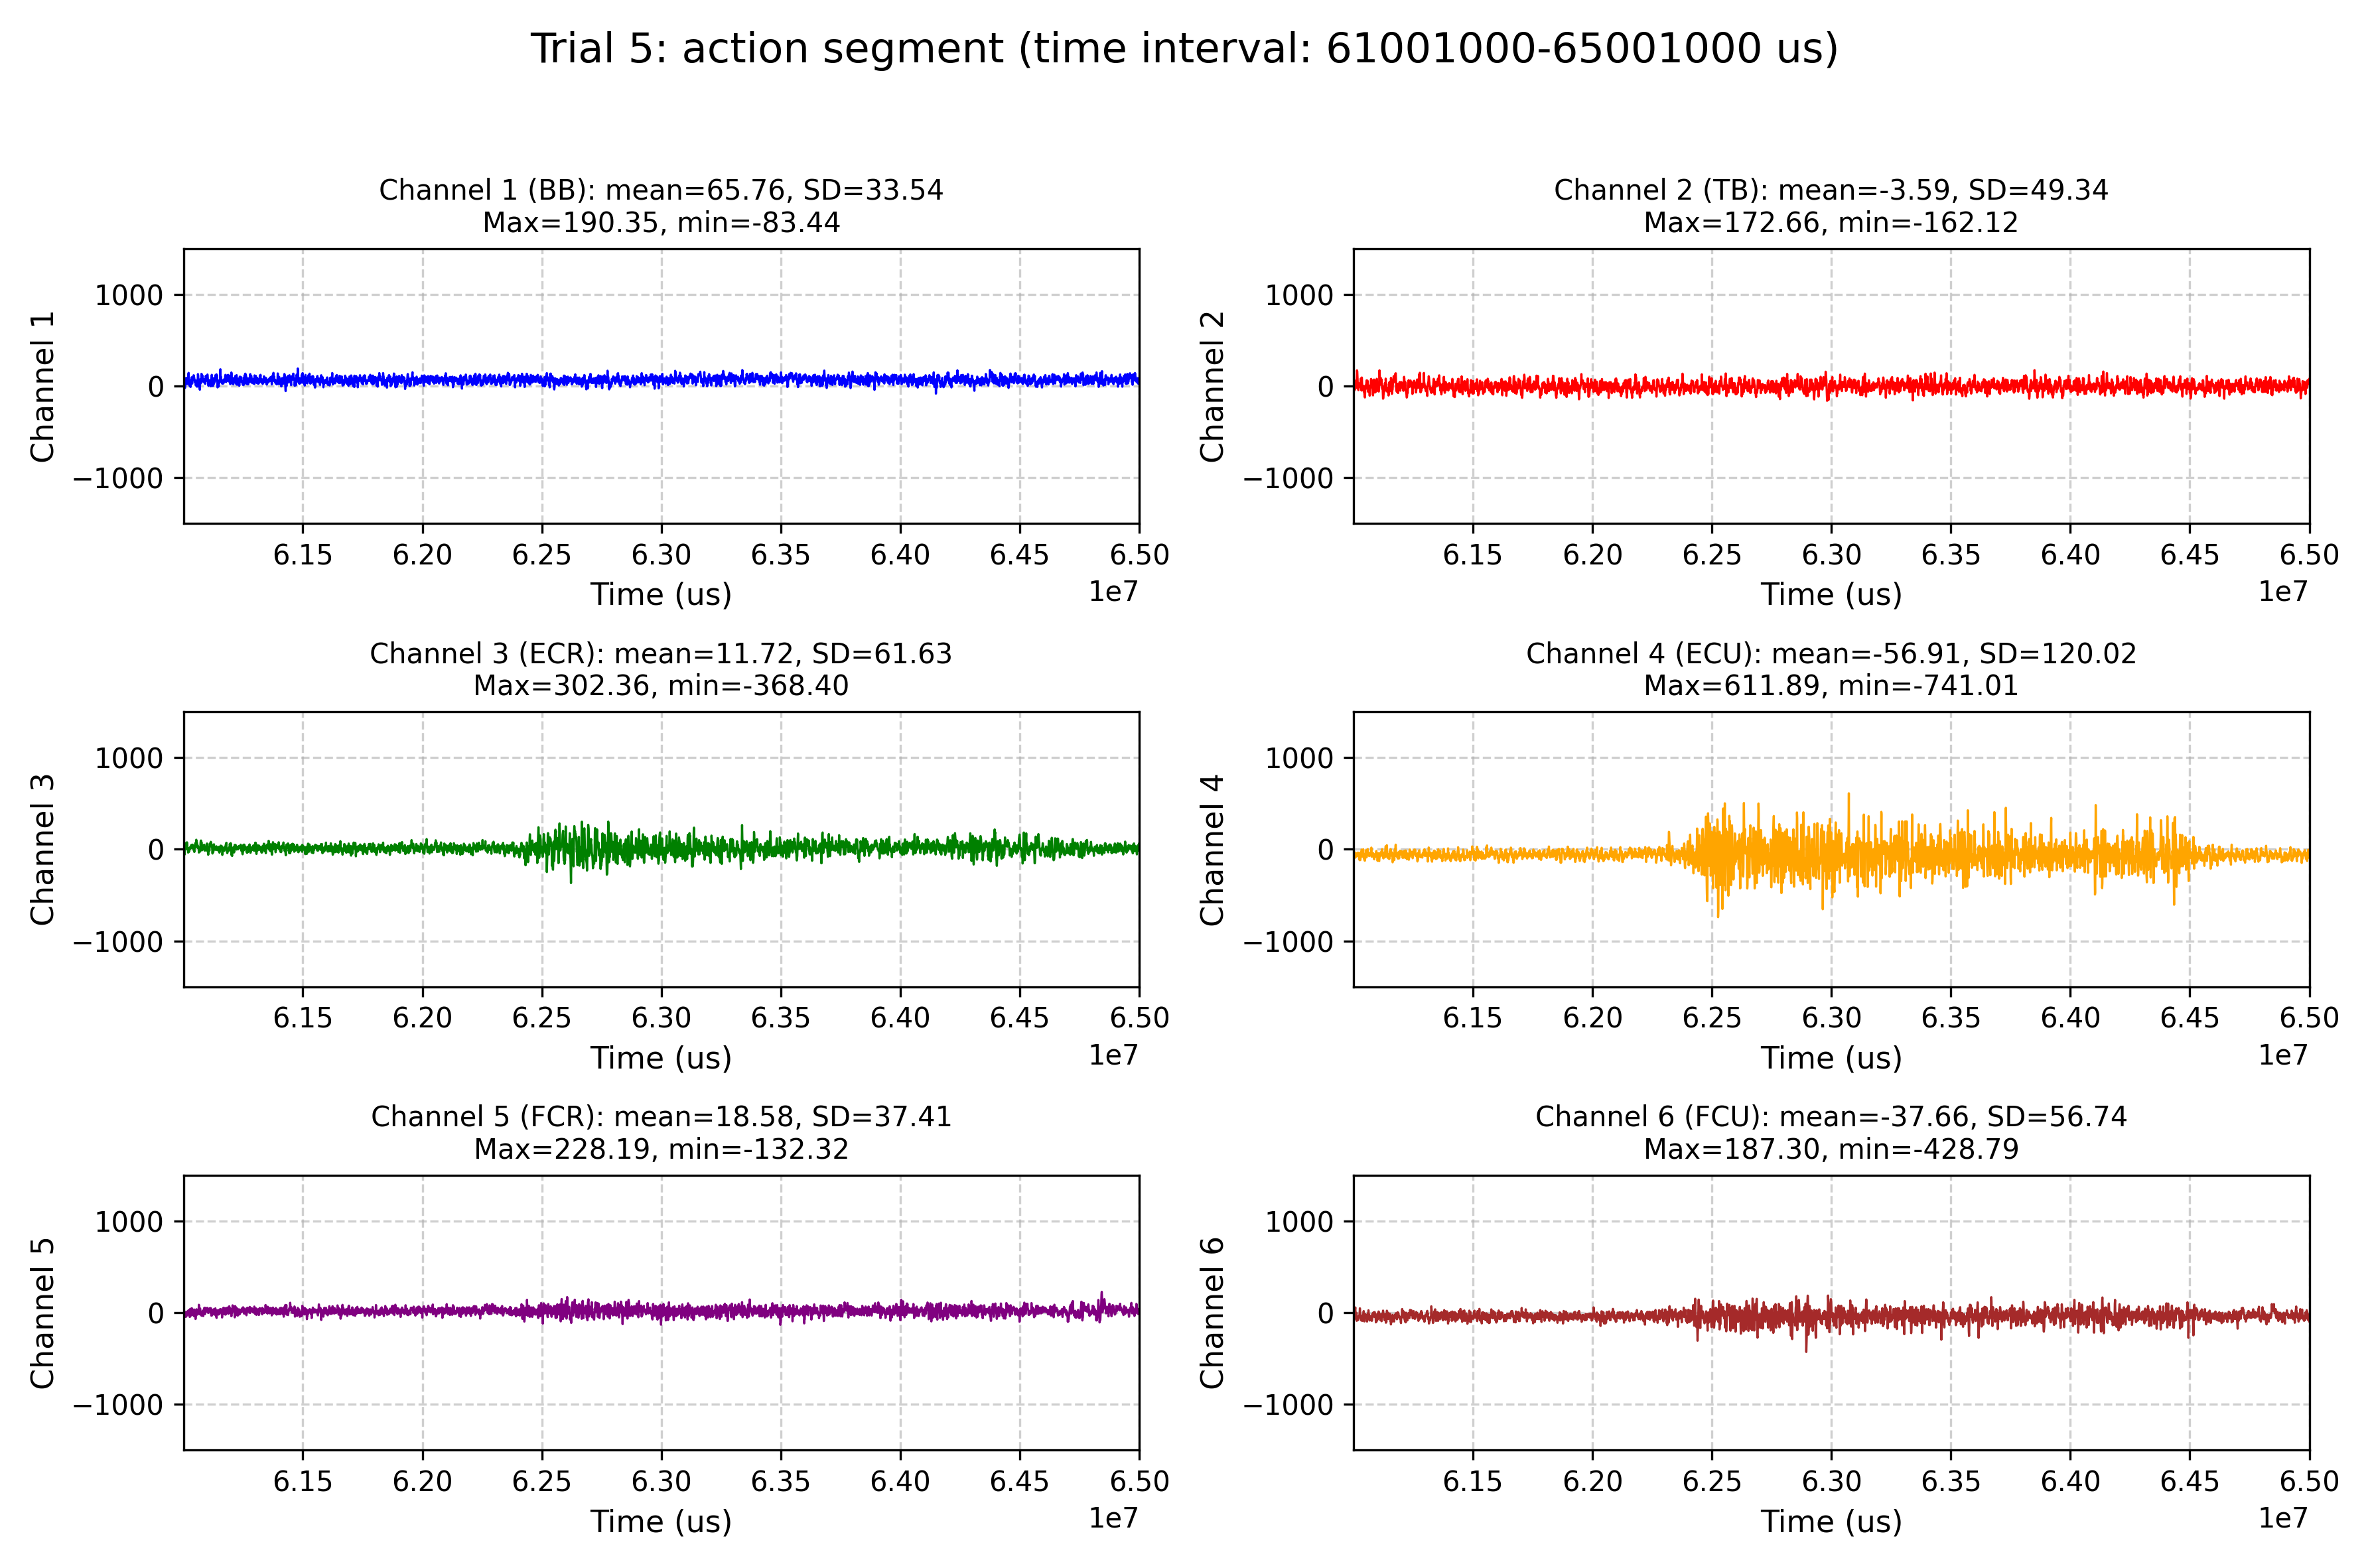 Trial 5: action segment (time interval: 61001000-65001000 us)
Channel 1 (BB): mean=65.76, SD=33.54
Max=190.35, min=-83.44
Channel 1
1000
0
−1000
6.15 6.20 6.25 6.30 6.35 6.40 6.45 6.50
1e7
Time (us)
Channel 2 (TB): mean=-3.59, SD=49.34
Max=172.66, min=-162.12
Channel 2
1000
0
−1000
6.15 6.20 6.25 6.30 6.35 6.40 6.45 6.50
1e7
Time (us)
Channel 3 (ECR): mean=11.72, SD=61.63
Max=302.36, min=-368.40
Channel 3
1000
0
−1000
6.15 6.20 6.25 6.30 6.35 6.40 6.45 6.50
1e7
Time (us)
Channel 4 (ECU): mean=-56.91, SD=120.02
Max=611.89, min=-741.01
Channel 4
1000
0
−1000
6.15 6.20 6.25 6.30 6.35 6.40 6.45 6.50
1e7
Time (us)
Channel 5 (FCR): mean=18.58, SD=37.41
Max=228.19, min=-132.32
Channel 5
1000
0
−1000
6.15 6.20 6.25 6.30 6.35 6.40 6.45 6.50
1e7
Time (us)
Channel 6 (FCU): mean=-37.66, SD=56.74
Max=187.30, min=-428.79
Channel 6
1000
0
−1000
6.15 6.20 6.25 6.30 6.35 6.40 6.45 6.50
1e7
Time (us)